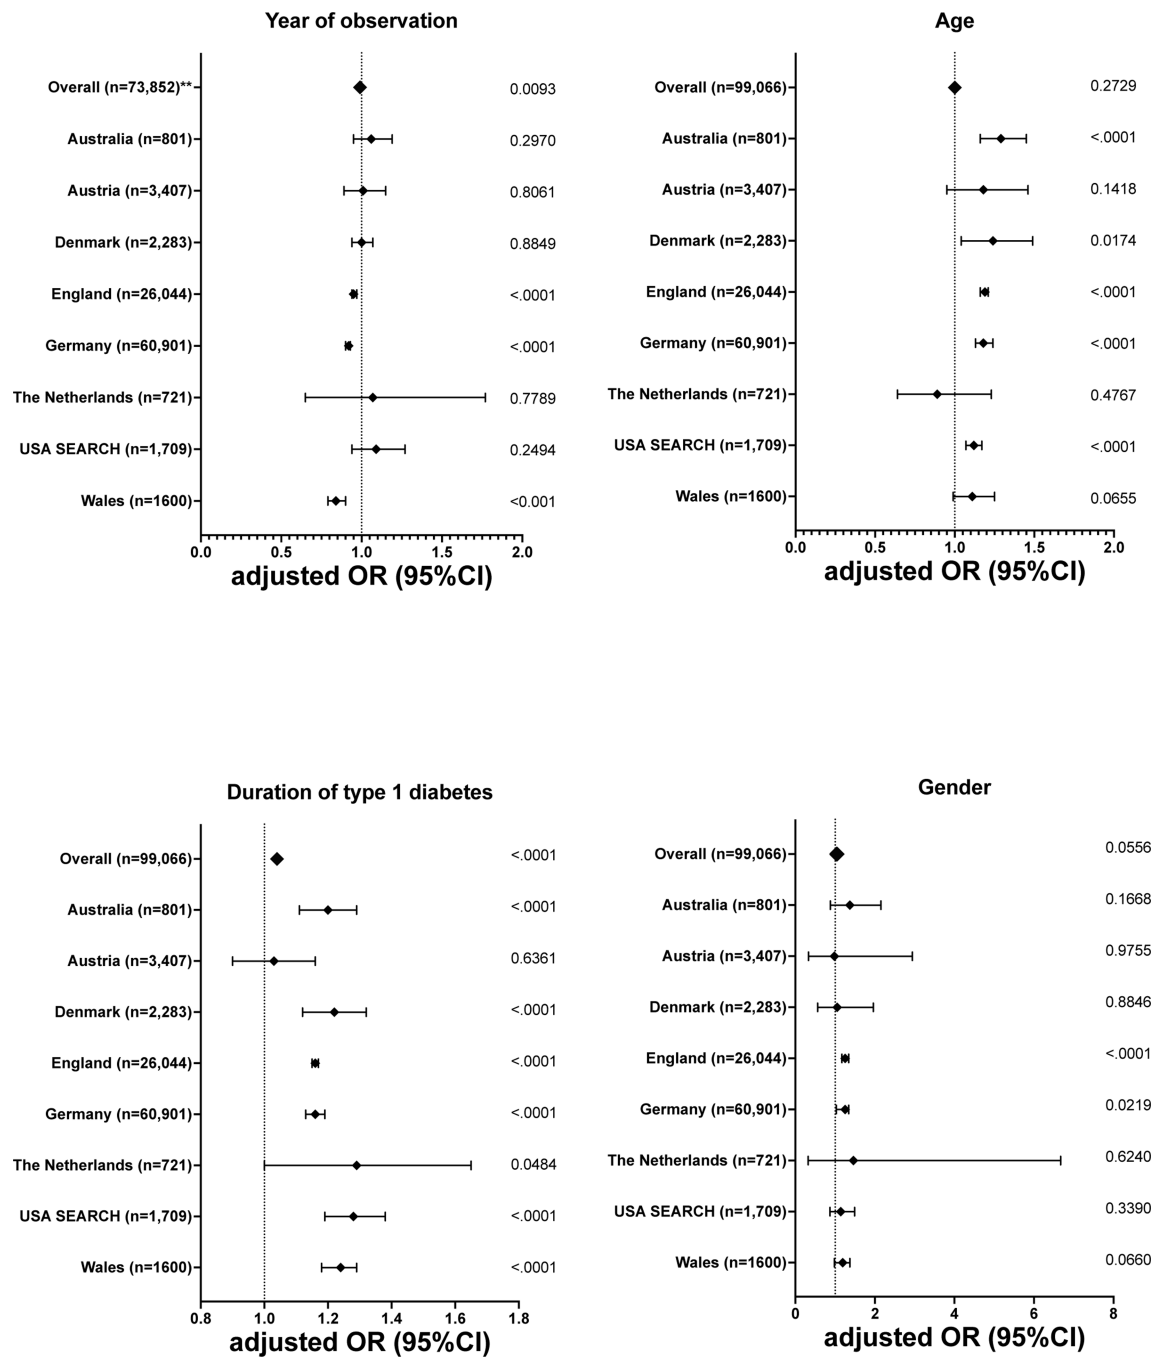 Year of observation
Overall (n=73,852)** 0.0093
Australia (n=801) 0.2970
Austria (n=3,407) 0.8061
Denmark (n=2,283) 0.8849
England (n=26,044) <.0001
Germany (n=60,901) <.0001
The Netherlands (n=721) 0.7789
USA SEARCH (n=1,709) 0.2494
Wales (n=1600) <0.001
0.0 0.5 1.0 1.5 2.0
adjusted OR (95%CI)
Age
Overall (n=99,066) 0.2729
Australia (n=801) <.0001
Austria (n=3,407) 0.1418
Denmark (n=2,283) 0.0174
England (n=26,044) <.0001
Germany (n=60,901) <.0001
The Netherlands (n=721) 0.4767
USA SEARCH (n=1,709) <.0001
Wales (n=1600) 0.0655
0.0 0.5 1.0 1.5 2.0
adjusted OR (95%CI)
Duration of type 1 diabetes
Overall (n=99,066) <.0001
Australia (n=801) <.0001
Austria (n=3,407) 0.6361
Denmark (n=2,283) <.0001
England (n=26,044) <.0001
Germany (n=60,901) <.0001
The Netherlands (n=721) 0.0484
USA SEARCH (n=1,709) <.0001
Wales (n=1600) <.0001
0.8 1.0 1.2 1.4 1.6 1.8
adjusted OR (95%CI)
Gender
Overall (n=99,066) 0.0556
Australia (n=801) 0.1668
Austria (n=3,407) 0.9755
Denmark (n=2,283) 0.8846
England (n=26,044) <.0001
Germany (n=60,901) 0.0219
The Netherlands (n=721) 0.6240
USA SEARCH (n=1,709) 0.3390
Wales (n=1600) 0.0660
0 2 4 6 8
adjusted OR (95%CI)